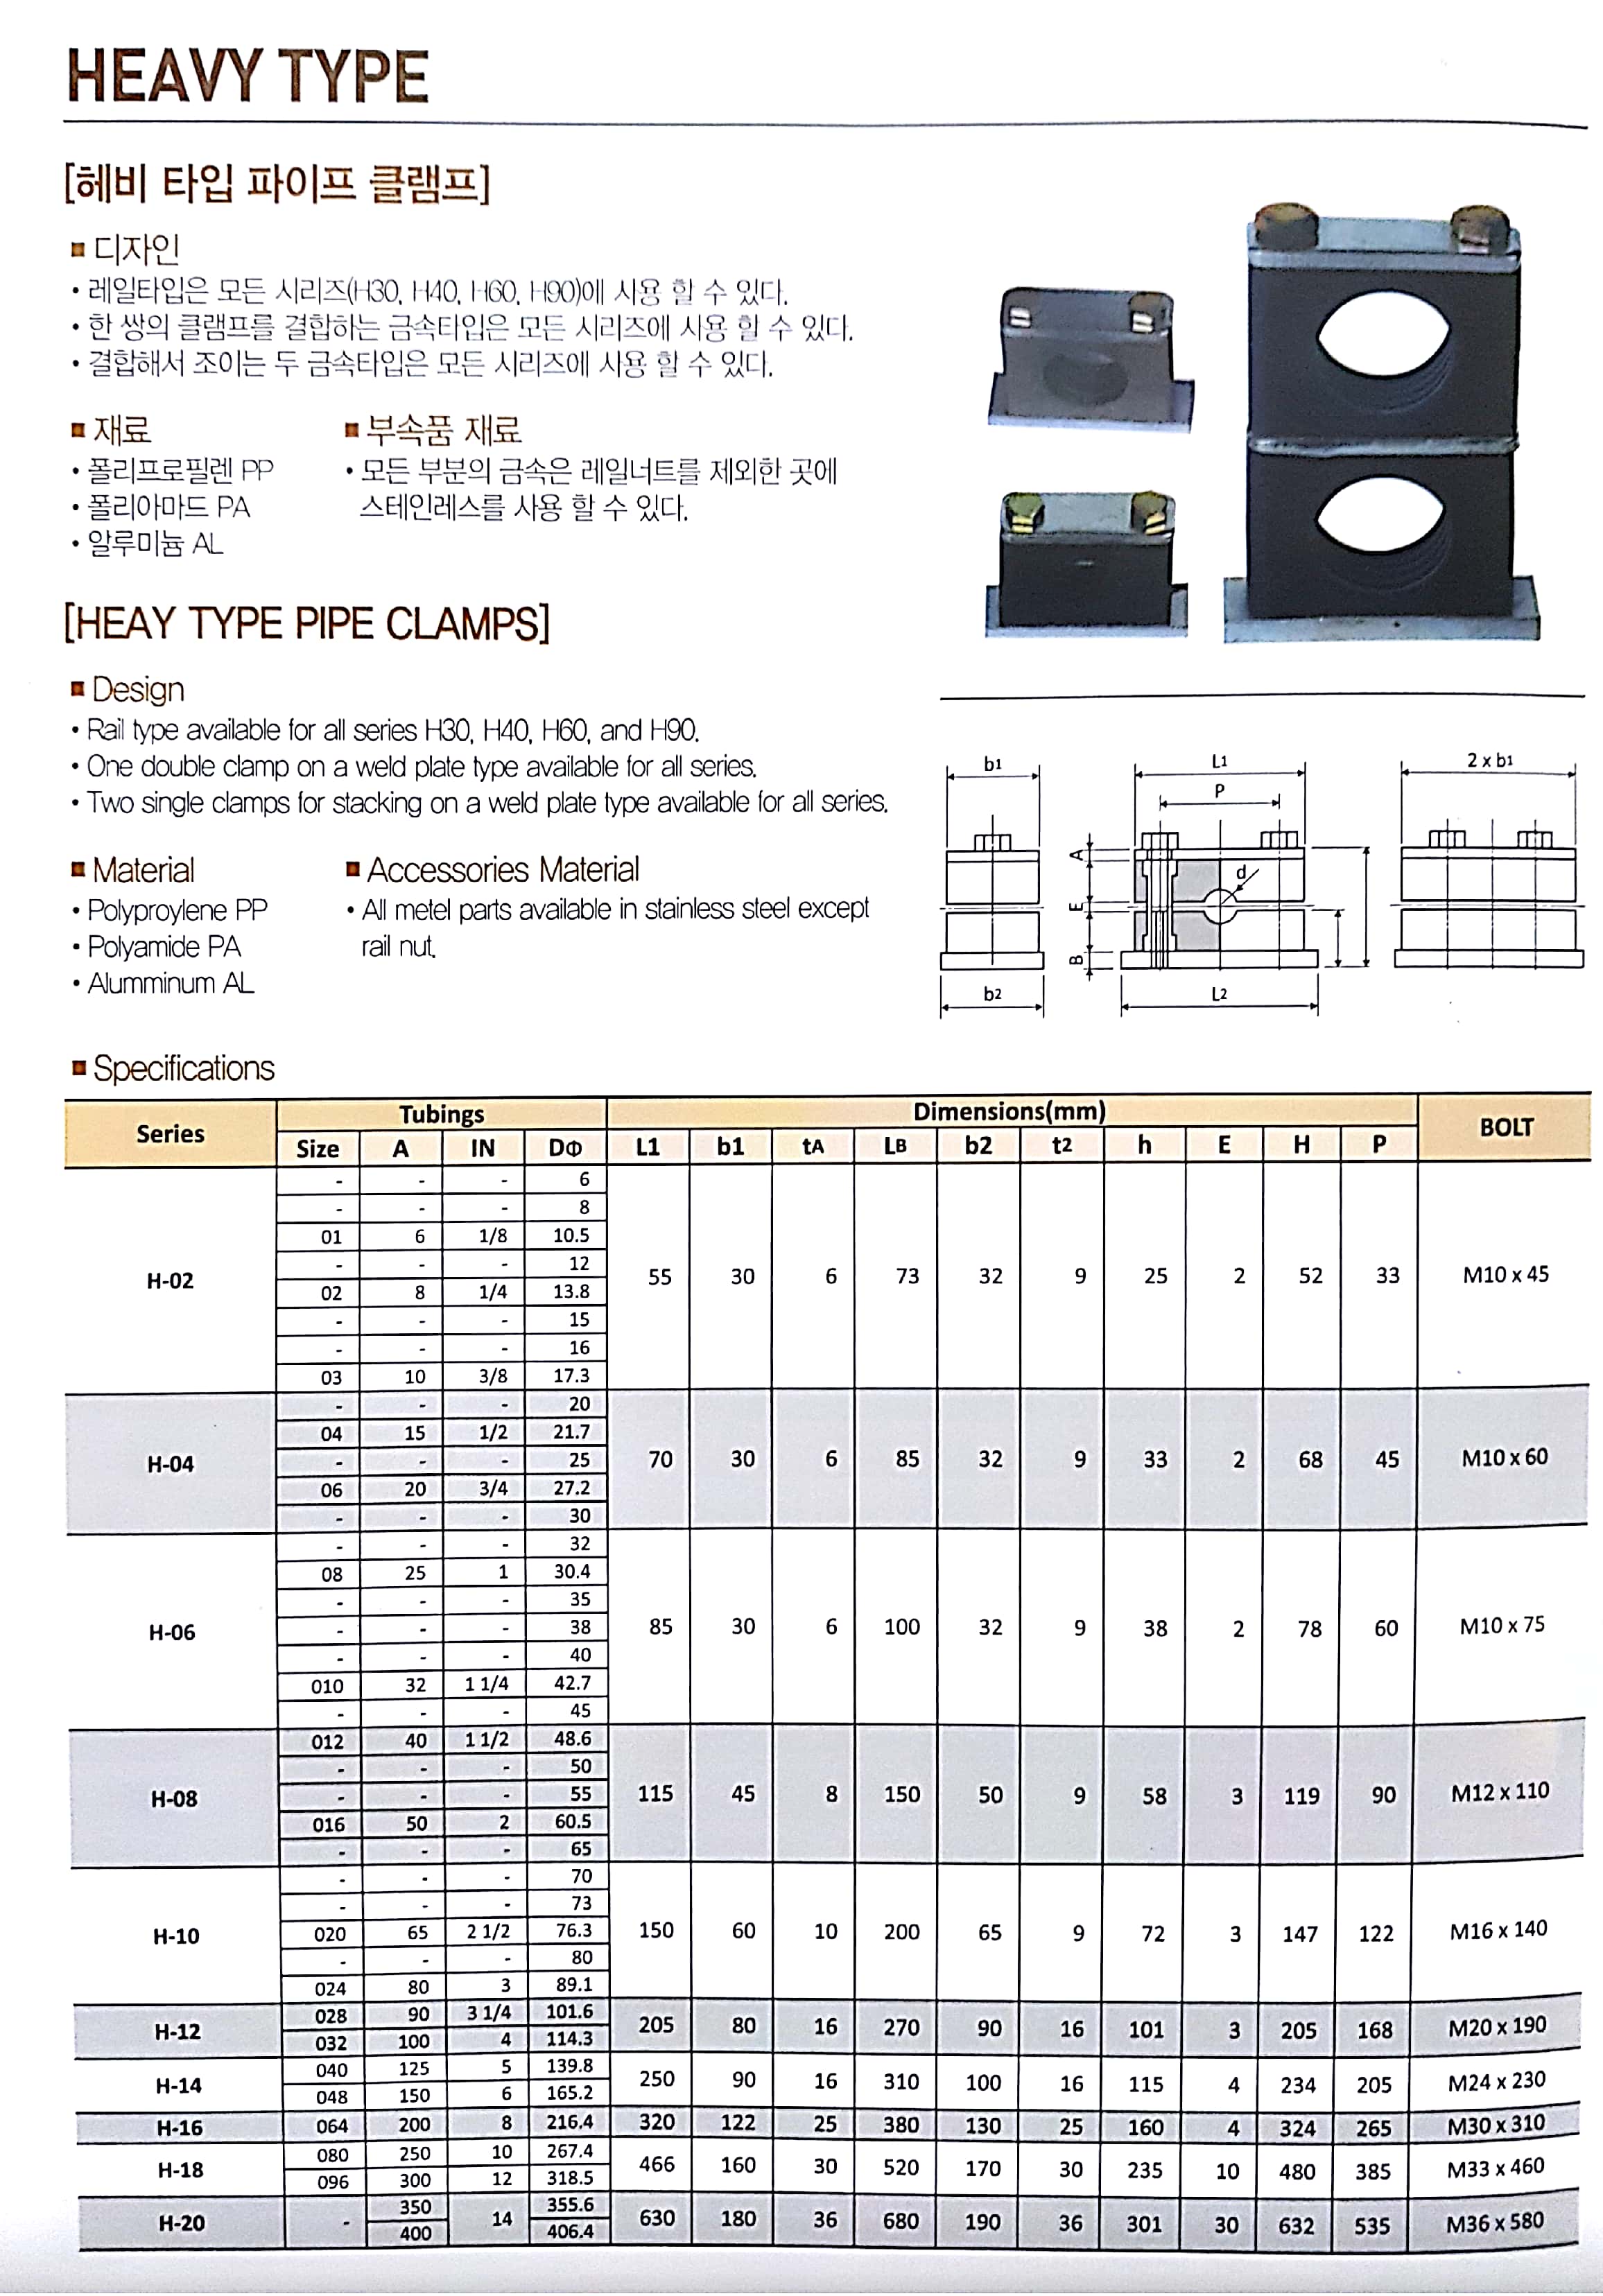 HEAVY TYPE
[헤비 타입 파이프 클램프]
■ 디자인
• 레일타입은 모든 시리즈(H30, H40, H60, H90)에 사용 할 수 있다.
• 한 쌍의 클램프를 결합하는 금속타입은 모든 시리즈에 사용 할 수 있다.
• 결합해서 조이는 두 금속타입은 모든 시리즈에 사용 할 수 있다.
■ 재료
• 폴리프로필렌 PP
• 폴리아마드 PA
• 알루미늄 AL
■ 부속품 재료
• 모든 부분의 금속은 레일너트를 제외한 곳에
스테인레스를 사용 할 수 있다.
[HEAY TYPE PIPE CLAMPS]
■ Design
• Rail type available for all series H30, H40, H60, and H90.
• One double clamp on a weld plate type available for all series.
• Two single clamps for stacking on a weld plate type available for all series.
■ Material
• Polyproylene PP
• Polyamide PA
• Alumminum AL
■ Accessories Material
• All metel parts available in stainless steel except
rail nut.
b1
b2
L1
P
A
E
B
d
L2
2 x b1
■ Specifications
Series Tubings Dimensions(mm) BOLT
Size A IN DΦ L1 b1 tA LB b2 t2 h E H P
H-02 55 30 6 73 32 9 25 2 52 33 M10 x 45
- - - 6
- - - 8
01 6 1/8 10.5
- - - 12
02 8 1/4 13.8
- - - 15
- - - 16
03 10 3/8 17.3
H-04 70 30 6 85 32 9 33 2 68 45 M10 x 60
- - - 20
04 15 1/2 21.7
- - - 25
06 20 3/4 27.2
- - - 30
H-06 85 30 6 100 32 9 38 2 78 60 M10 x 75
- - - 32
08 25 1 30.4
- - - 35
- - - 38
- - - 40
010 32 1 1/4 42.7
- - - 45
H-08 115 45 8 150 50 9 58 3 119 90 M12 x 110
012 40 1 1/2 48.6
- - - 50
- - - 55
016 50 2 60.5
- - - 65
H-10 150 60 10 200 65 9 72 3 147 122 M16 x 140
- - - 70
- - - 73
020 65 2 1/2 76.3
- - - 80
024 80 3 89.1
H-12 205 80 16 270 90 16 101 3 205 168 M20 x 190
028 90 3 1/4 101.6
032 100 4 114.3
H-14 250 90 16 310 100 16 115 4 234 205 M24 x 230
040 125 5 139.8
048 150 6 165.2
H-16 064 200 8 216.4 320 122 25 380 130 25 160 4 324 265 M30 x 310
H-18 466 160 30 520 170 30 235 10 480 385 M33 x 460
080 250 10 267.4
096 300 12 318.5
H-20 - 14 630 180 36 680 190 36 301 30 632 535 M36 x 580
350 355.6
400 406.4